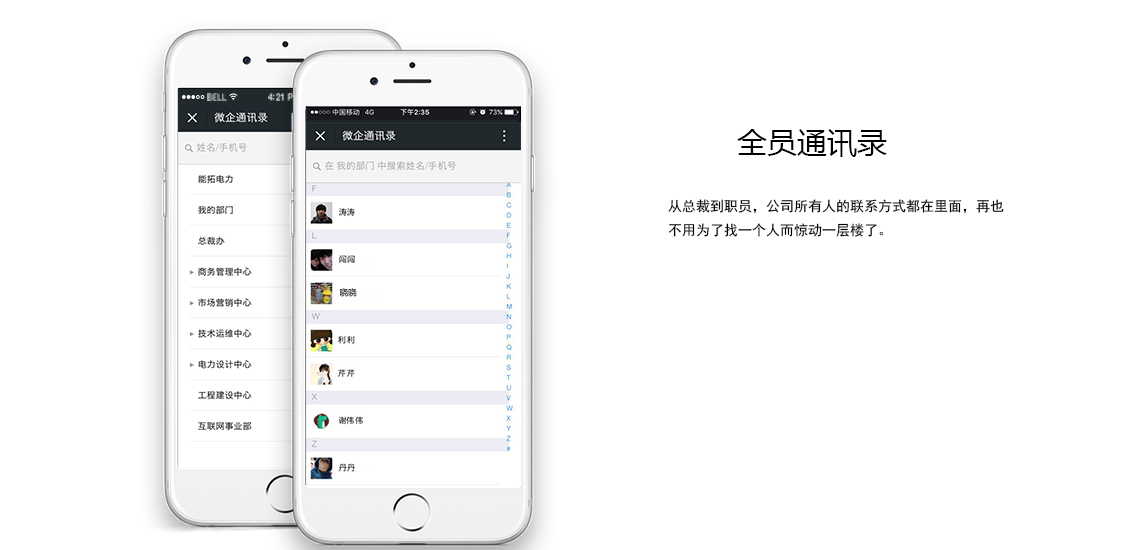 BELL 4:21 P
微企通讯录
姓名/手机号
能拓电力
我的部门
总裁办
商务管理中心
市场营销中心
技术运维中心
电力设计中心
工程建设中心
互联网事业部
中国移动 4G 下午2:35 73%
微企通讯录
在 我的部门 中搜索姓名/手机号
F
涛涛
L
闯闯
晓晓
W
利利
芹芹
X
谢伟伟
Z
丹丹
A
B
C
D
E
F
G
H
I
J
K
L
M
N
O
P
Q
R
S
T
U
V
W
X
Y
Z
#
全员通讯录
从总裁到职员，公司所有人的联系方式都在里面，再也
不用为了找一个人而惊动一层楼了。